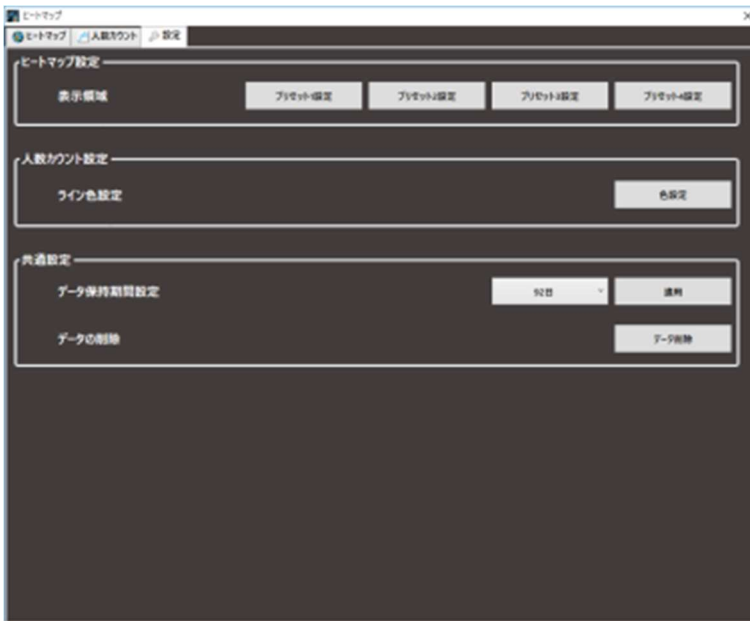 ヒートマップ
ヒートマップ 人数カウント 設定
ヒートマップ設定
表示領域 プリセット1設定 プリセット2設定 プリセット3設定 プリセット4設定
人数カウント設定
ライン色設定 色設定
共通設定
データ保持期間設定 92日 適用
データの削除 データ削除